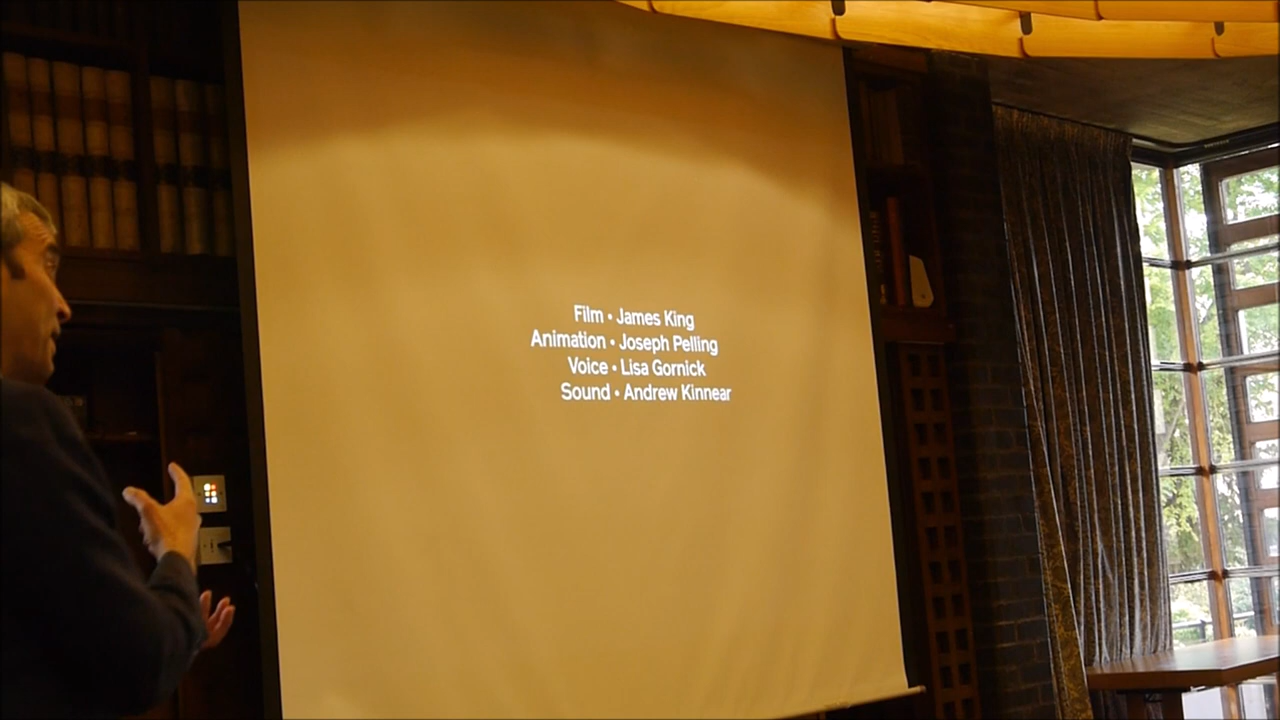 Film • James King
Animation • Joseph Pelling
Voice • Lisa Gornick
Sound • Andrew Kinnear